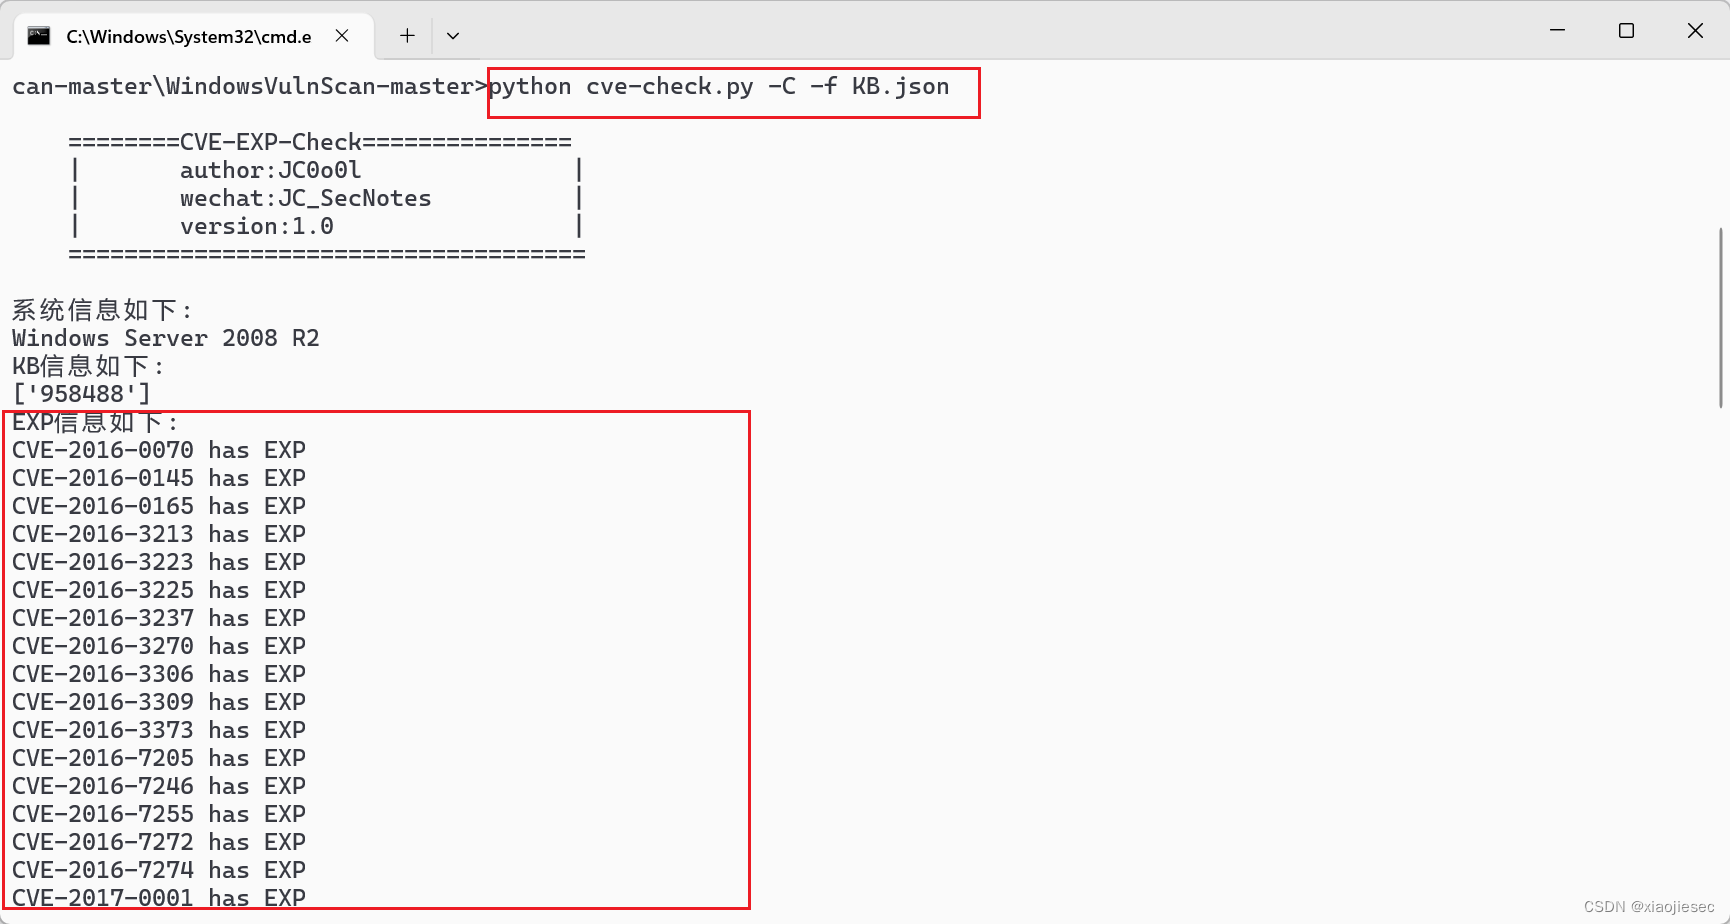 C:\Windows\System32\cmd.e
can-master\WindowsVulnScan-master>python cve-check.py -C -f KB.json
========CVE-EXP-Check===============
| author:JC0o0l |
| wechat:JC_SecNotes |
| version:1.0 |
=====================================
系统信息如下:
Windows Server 2008 R2
KB信息如下:
['958488']
EXP信息如下:
CVE-2016-0070 has EXP
CVE-2016-0145 has EXP
CVE-2016-0165 has EXP
CVE-2016-3213 has EXP
CVE-2016-3223 has EXP
CVE-2016-3225 has EXP
CVE-2016-3237 has EXP
CVE-2016-3270 has EXP
CVE-2016-3306 has EXP
CVE-2016-3309 has EXP
CVE-2016-3373 has EXP
CVE-2016-7205 has EXP
CVE-2016-7246 has EXP
CVE-2016-7255 has EXP
CVE-2016-7272 has EXP
CVE-2016-7274 has EXP
CVE-2017-0001 has EXP
CSDN @xiaojiesec